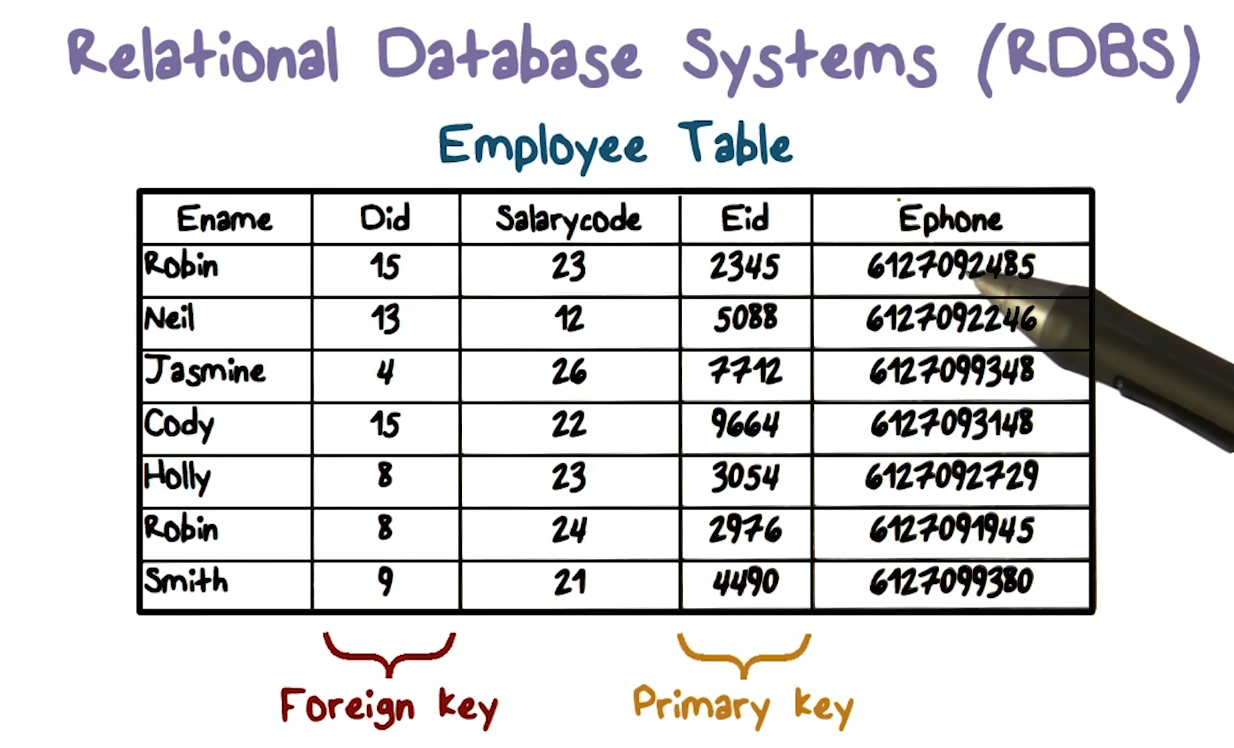 Relational Database Systems (RDBS)
Employee Table
Ename Did Salarycode Eid Ephone
Robin 15 23 2345 6127092485
Neil 13 12 5088 6127092246
Jasmine 4 26 7712 6127099348
Cody 15 22 9664 6127093148
Holly 8 23 3054 6127092729
Robin 8 24 2976 6127091945
Smith 9 21 4490 6127099380
Foreign key Primary key